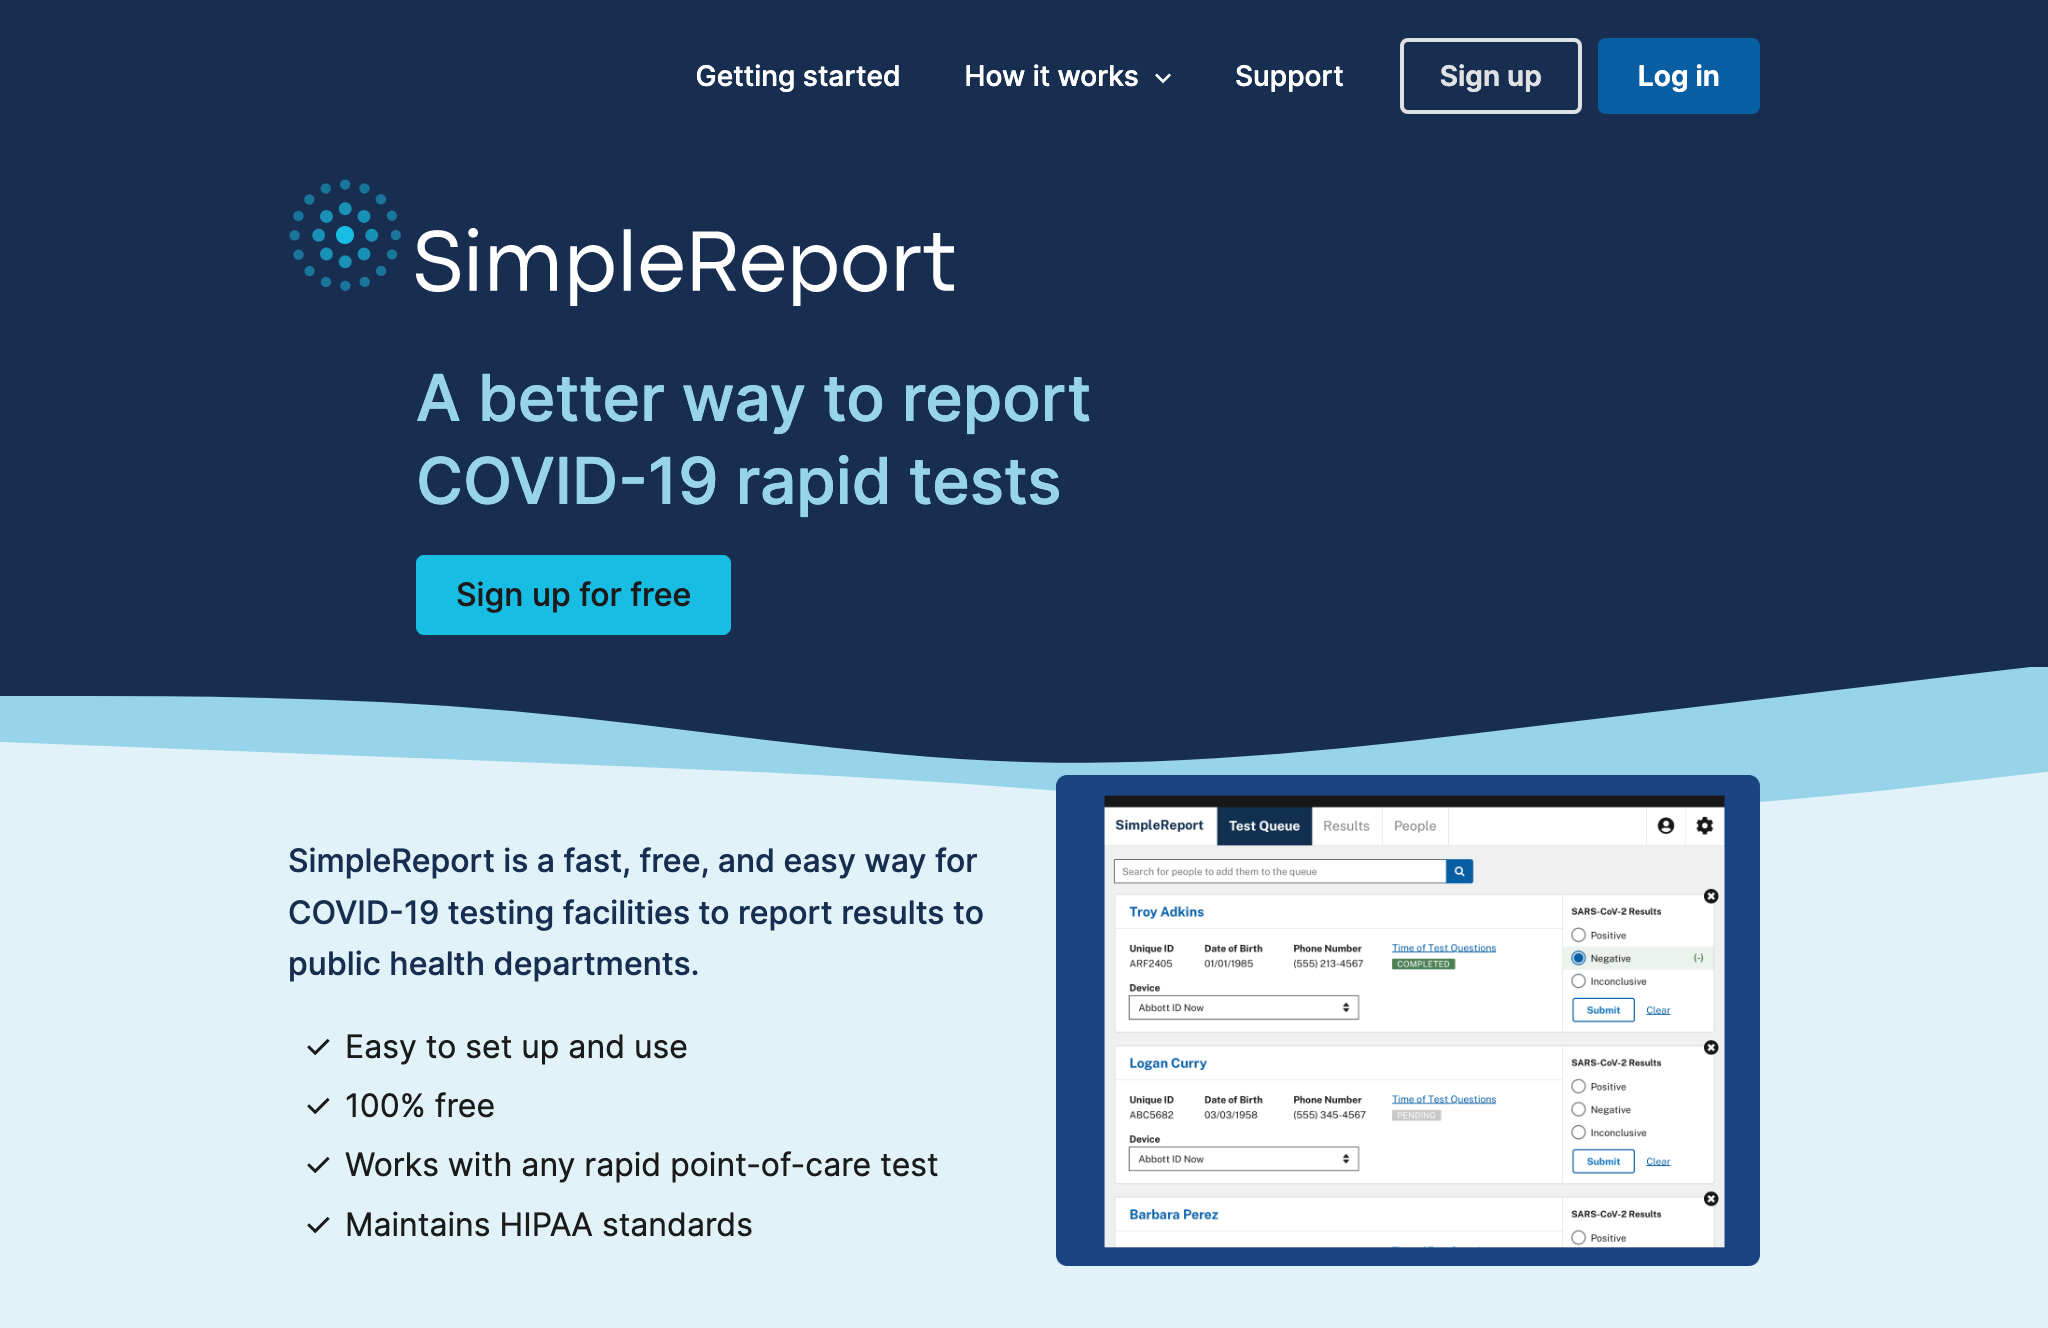 Getting started
How it works
Support
Sign up
Log in
SimpleReport
A better way to report
COVID-19 rapid tests
Sign up for free
SimpleReport is a fast, free, and easy way for
COVID-19 testing facilities to report results to
public health departments.
Easy to set up and use
100% free
Works with any rapid point-of-care test
Maintains HIPAA standards
SimpleReport Test Queue Results People
Search for people to add them to the queue
Troy Adkins
Unique ID Date of Birth Phone Number Time of Test Questions
ARF2405 01/01/1985 (555) 213-4567 COMPLETED
Device
Abbott ID Now
SARS-CoV-2 Results
Positive
Negative (-)
Inconclusive
Submit Clear
Logan Curry
Unique ID Date of Birth Phone Number Time of Test Questions
ABC5682 03/03/1958 (555) 345-4567 PENDING
Device
Abbott ID Now
SARS-CoV-2 Results
Positive
Negative
Inconclusive
Submit Clear
Barbara Perez
SARS-CoV-2 Results
Positive